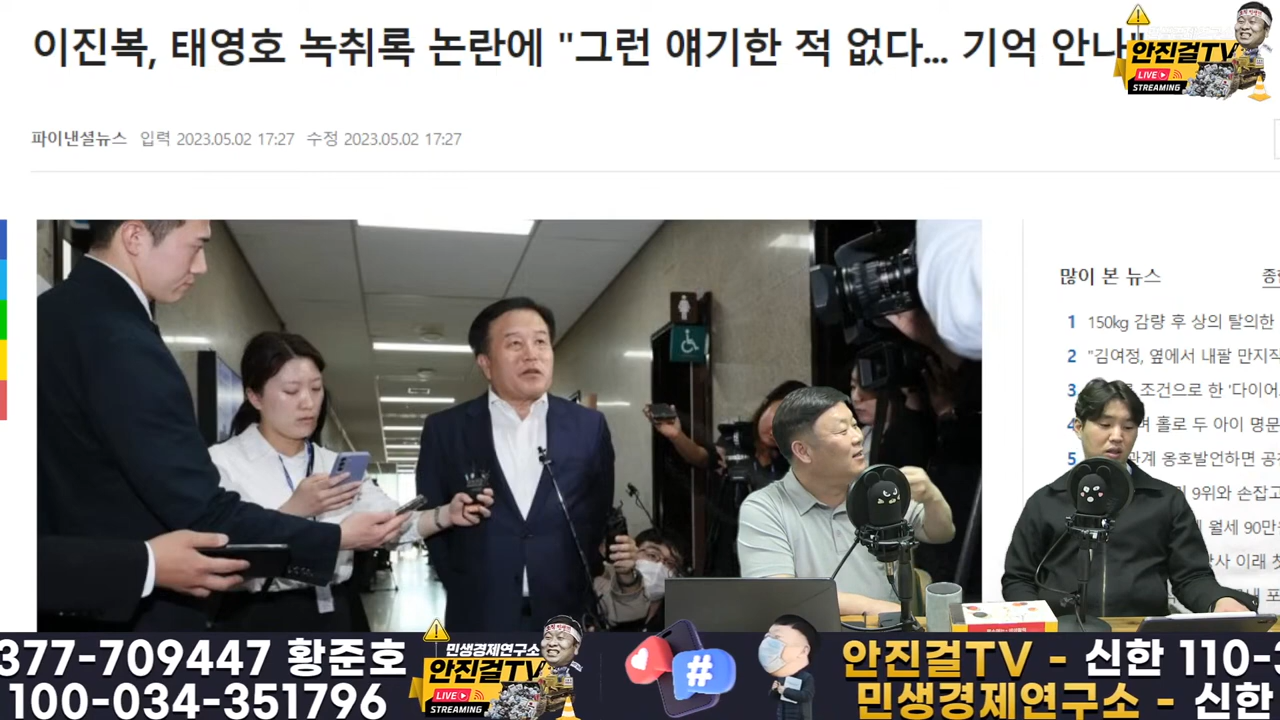 이진복, 태영호 녹취록 논란에 "그런 얘기한 적 없다... 기억 안나"
안진걸TV
LIVE
STREAMING
파이낸셜뉴스 입력 2023.05.02 17:27 수정 2023.05.02 17:27
많이 본 뉴스
1 150kg 감량 후 상의 탈의한
2 "김여정, 옆에서 내팔 만지작
3 조건으로 한 '다이어
4 며 홀로 두 아이 명문
5 관계 옹호발언하면 공천
9위와 손잡고
월세 90만
이래 첫
377-709447 황준호
100-034-351796
민생경제연구소
안진걸TV
LIVE
STREAMING
#
안진걸TV - 신한 110-
민생경제연구소 - 신한